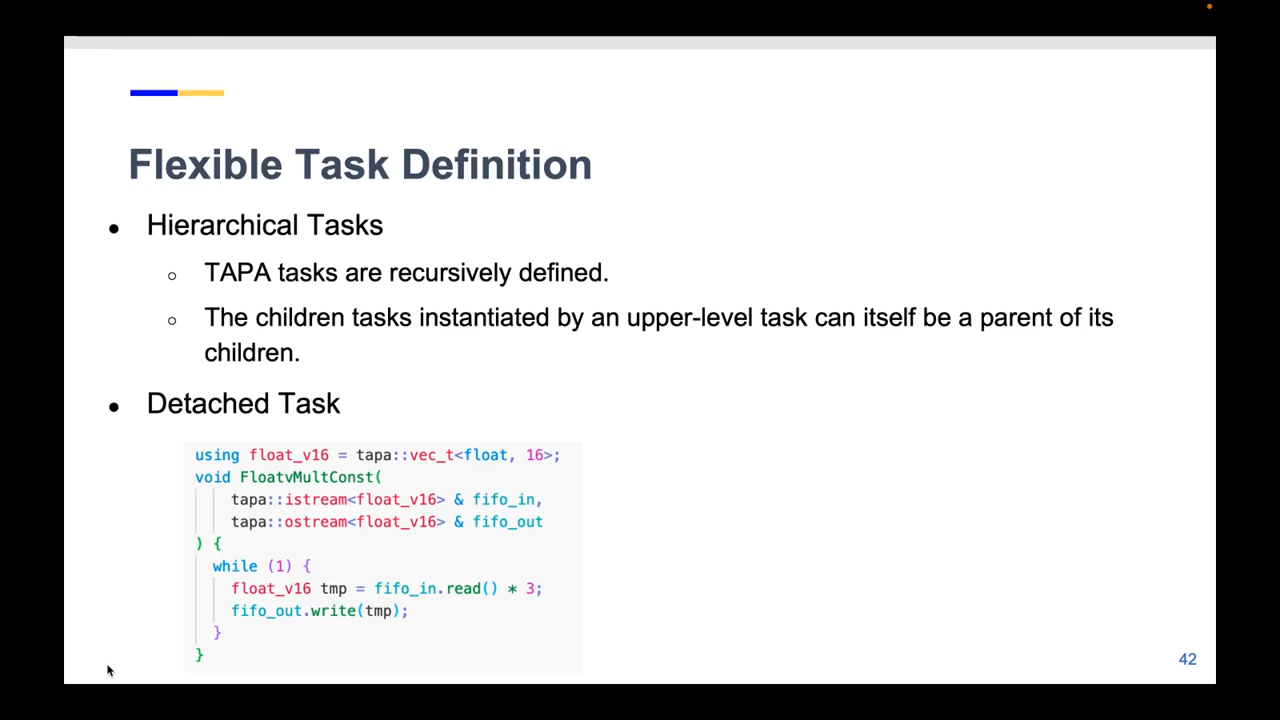 Flexible Task Definition
● Hierarchical Tasks
○ TAPA tasks are recursively defined.
○ The children tasks instantiated by an upper-level task can itself be a parent of its
children.
● Detached Task
using float_v16 = tapa::vec_t<float, 16>;
void FloatvMultConst(
tapa::istream<float_v16> & fifo_in,
tapa::ostream<float_v16> & fifo_out
) {
while (1) {
float_v16 tmp = fifo_in.read() * 3;
fifo_out.write(tmp);
}
}
42